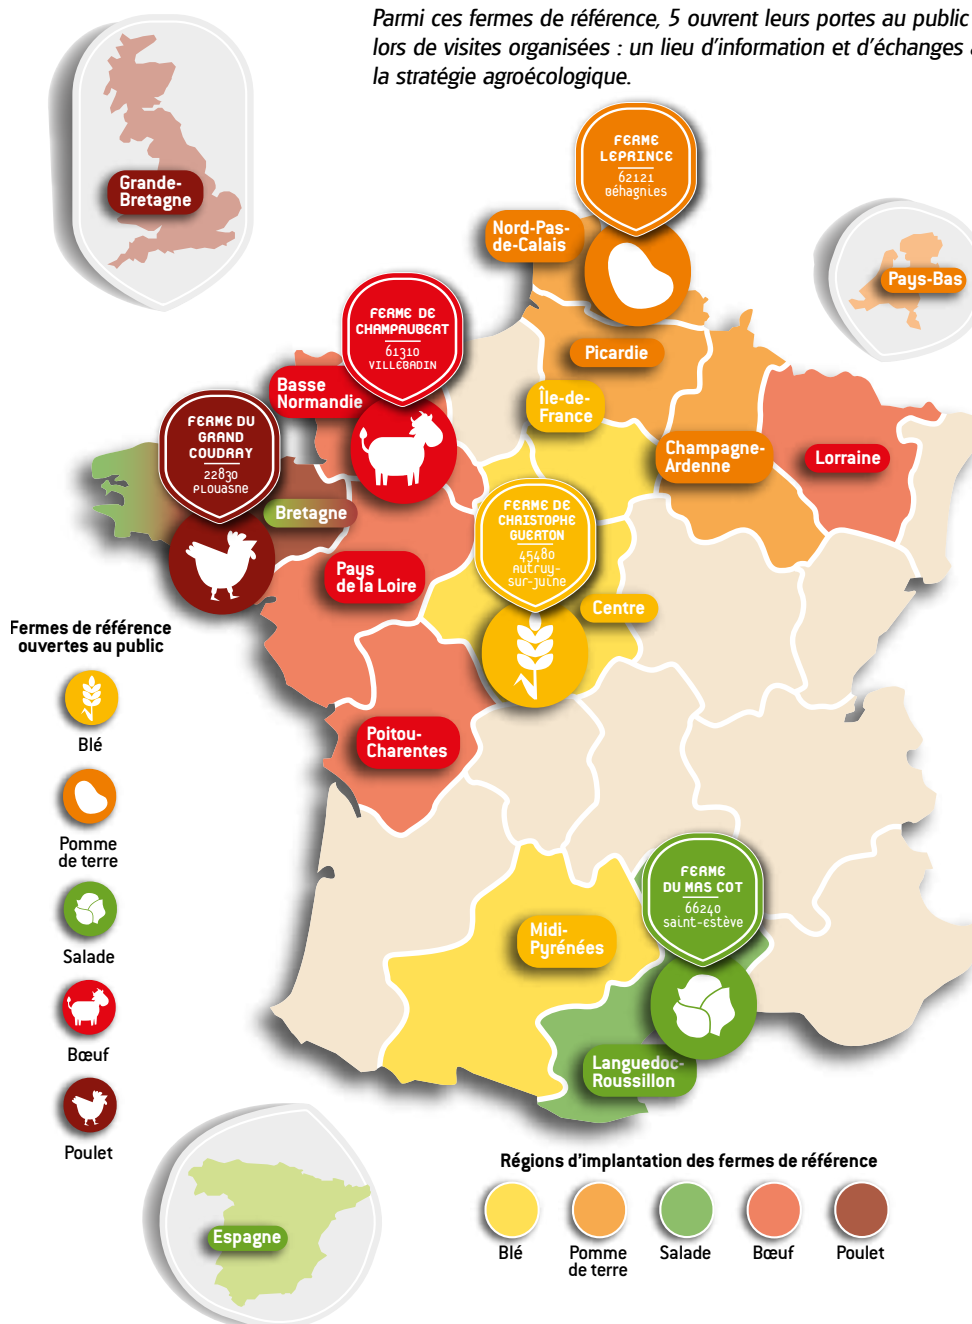 Parmi ces fermes de référence, 5 ouvrent leurs portes au public
lors de visites organisées : un lieu d'information et d'échanges
la stratégie agroécologique.
Grande-
Bretagne
FERME
LEPRINCE
62121
Béhagnies
Nord-Pas-
de-Calais
Pays-Bas
FERME DE
CHAMPAUBERT
61310
VILLEBADIN
Picardie
Basse
Normandie
Île-de-
France
FERME DU
GRAND
COUDRAY
22830
Plouasne
Champagne-
Ardenne
Lorraine
Bretagne
FERME DE
CHRISTOPHE
GUERTON
45480
Autruy-
sur-juine
Pays
de la Loire
Centre
Fermes de référence
ouvertes au public
Blé
Pomme
de terre
Salade
Bœuf
Poulet
Poitou-
Charentes
FERME
DU MAS COT
66240
saint-Estève
Midi-
Pyrénées
Languedoc-
Roussillon
Espagne
Régions d'implantation des fermes de référence
Blé
Pomme
de terre
Salade
Bœuf
Poulet